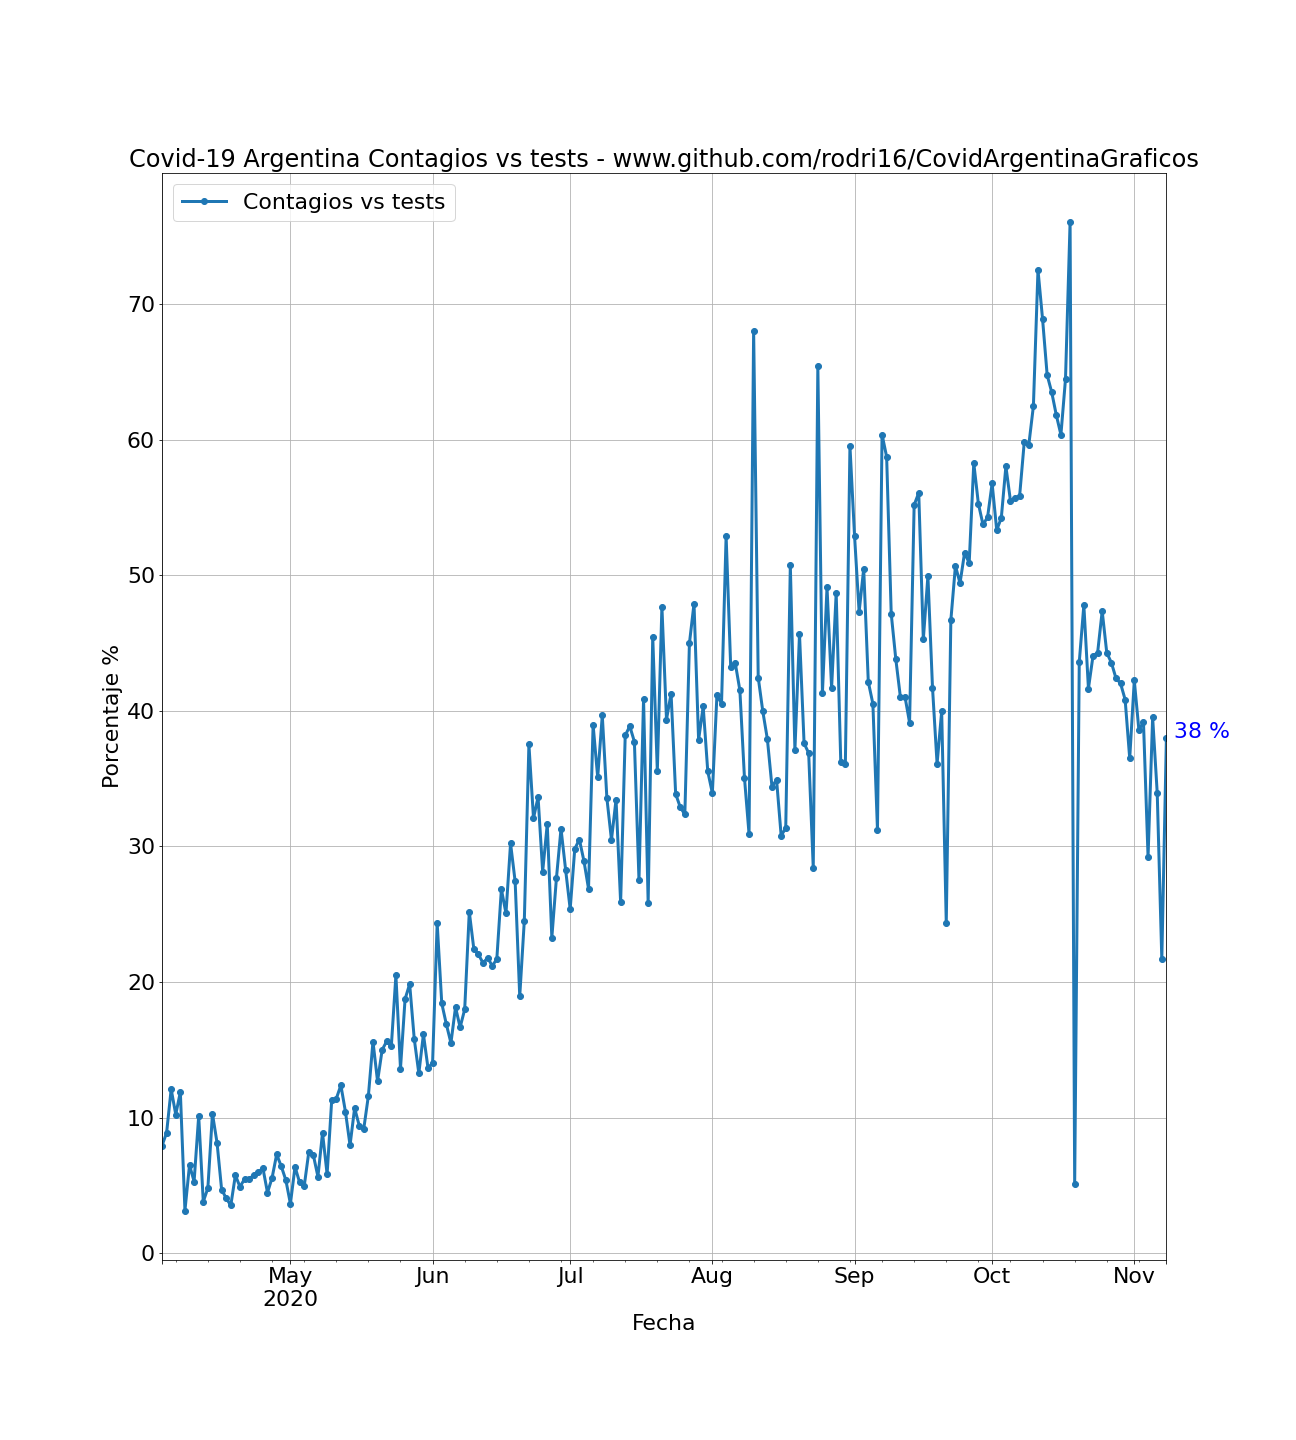 Covid-19 Argentina Contagios vs tests - www.github.com/rodri16/CovidArgentinaGraficos
Contagios vs tests
70
60
50
40
30
20
10
0
Porcentaje %
38 %
May Jun Jul Aug Sep Oct Nov
2020
Fecha